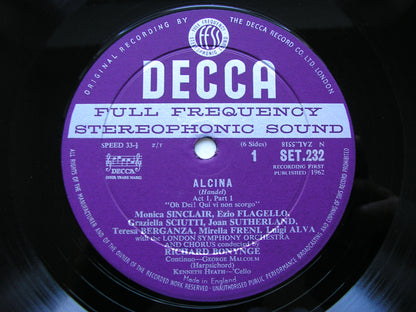 ORIGINAL RECORDING BY
THE DECCA RECORD CO. LTD. LONDON
FULL FREQUENCY
FFSS
STEREOPHONIC SOUND
DECCA
FULL FREQUENCY
STEREOPHONIC SOUND
SPEED 33⅓
(6 Sides)
ZAL.5518 N
1
SET.232
DECCA
RECORDING FIRST
PUBLISHED 1962
ALCINA
(Handel)
Act 1, Part 1
"Oh Dei! Qui vi non scorgo"
Monica SINCLAIR, Ezio FLAGELLO,
Graziella SCIUTTI, Joan SUTHERLAND,
Teresa BERGANZA, Mirella FRENI, Luigi ALVA
with the LONDON SYMPHONY ORCHESTRA
AND CHORUS conducted by
RICHARD BONYNGE
Continuo—GEORGE MALCOLM
(Harpsichord)
KENNETH HEATH—Cello
Made in England
ALL RIGHTS OF THE MANUFACTURER AND OF THE OWNER OF THE RECORDED WORK RESERVED · UNAUTHORISED PUBLIC PERFORMANCE, BROADCASTING AND COPYING OF THIS RECORD PROHIBITED